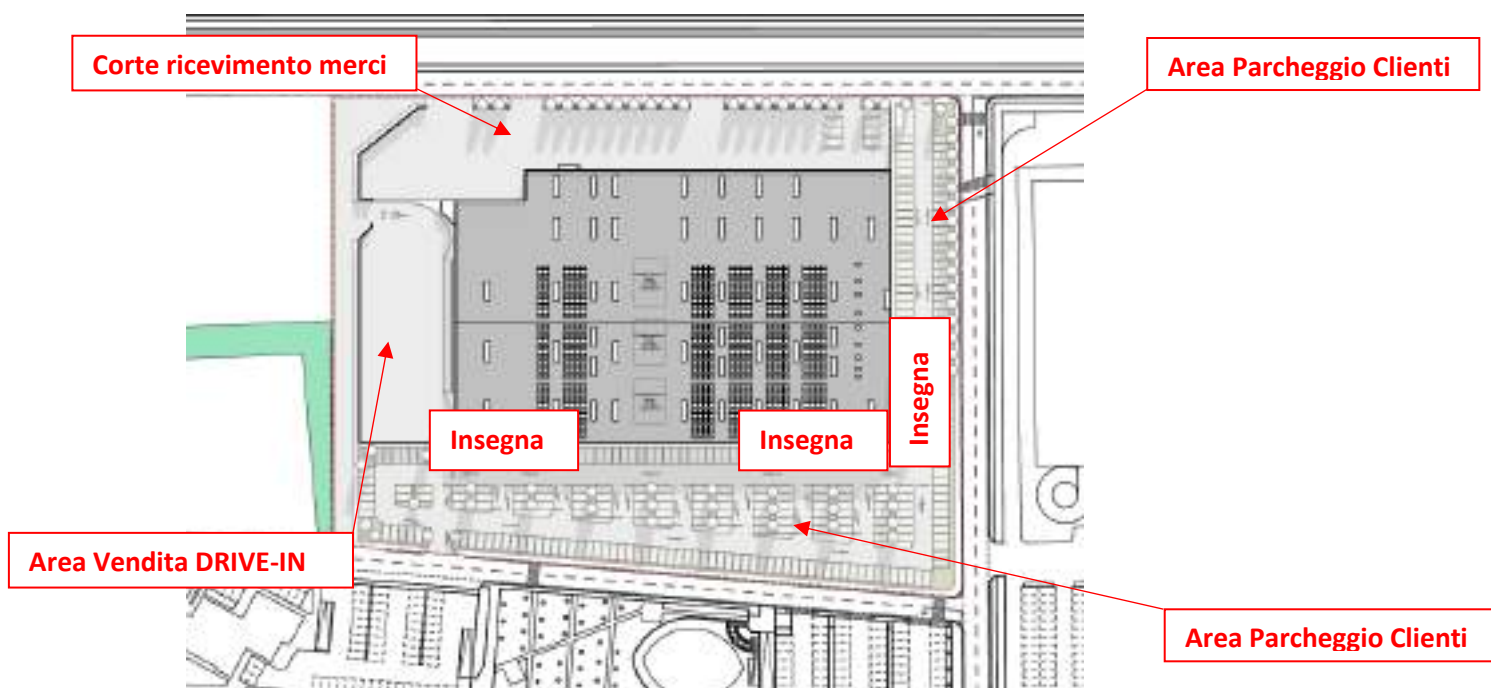 Corte ricevimento merci
Area Parcheggio Clienti
Insegna
Insegna
Insegna
Area Vendita DRIVE-IN
Area Parcheggio Clienti